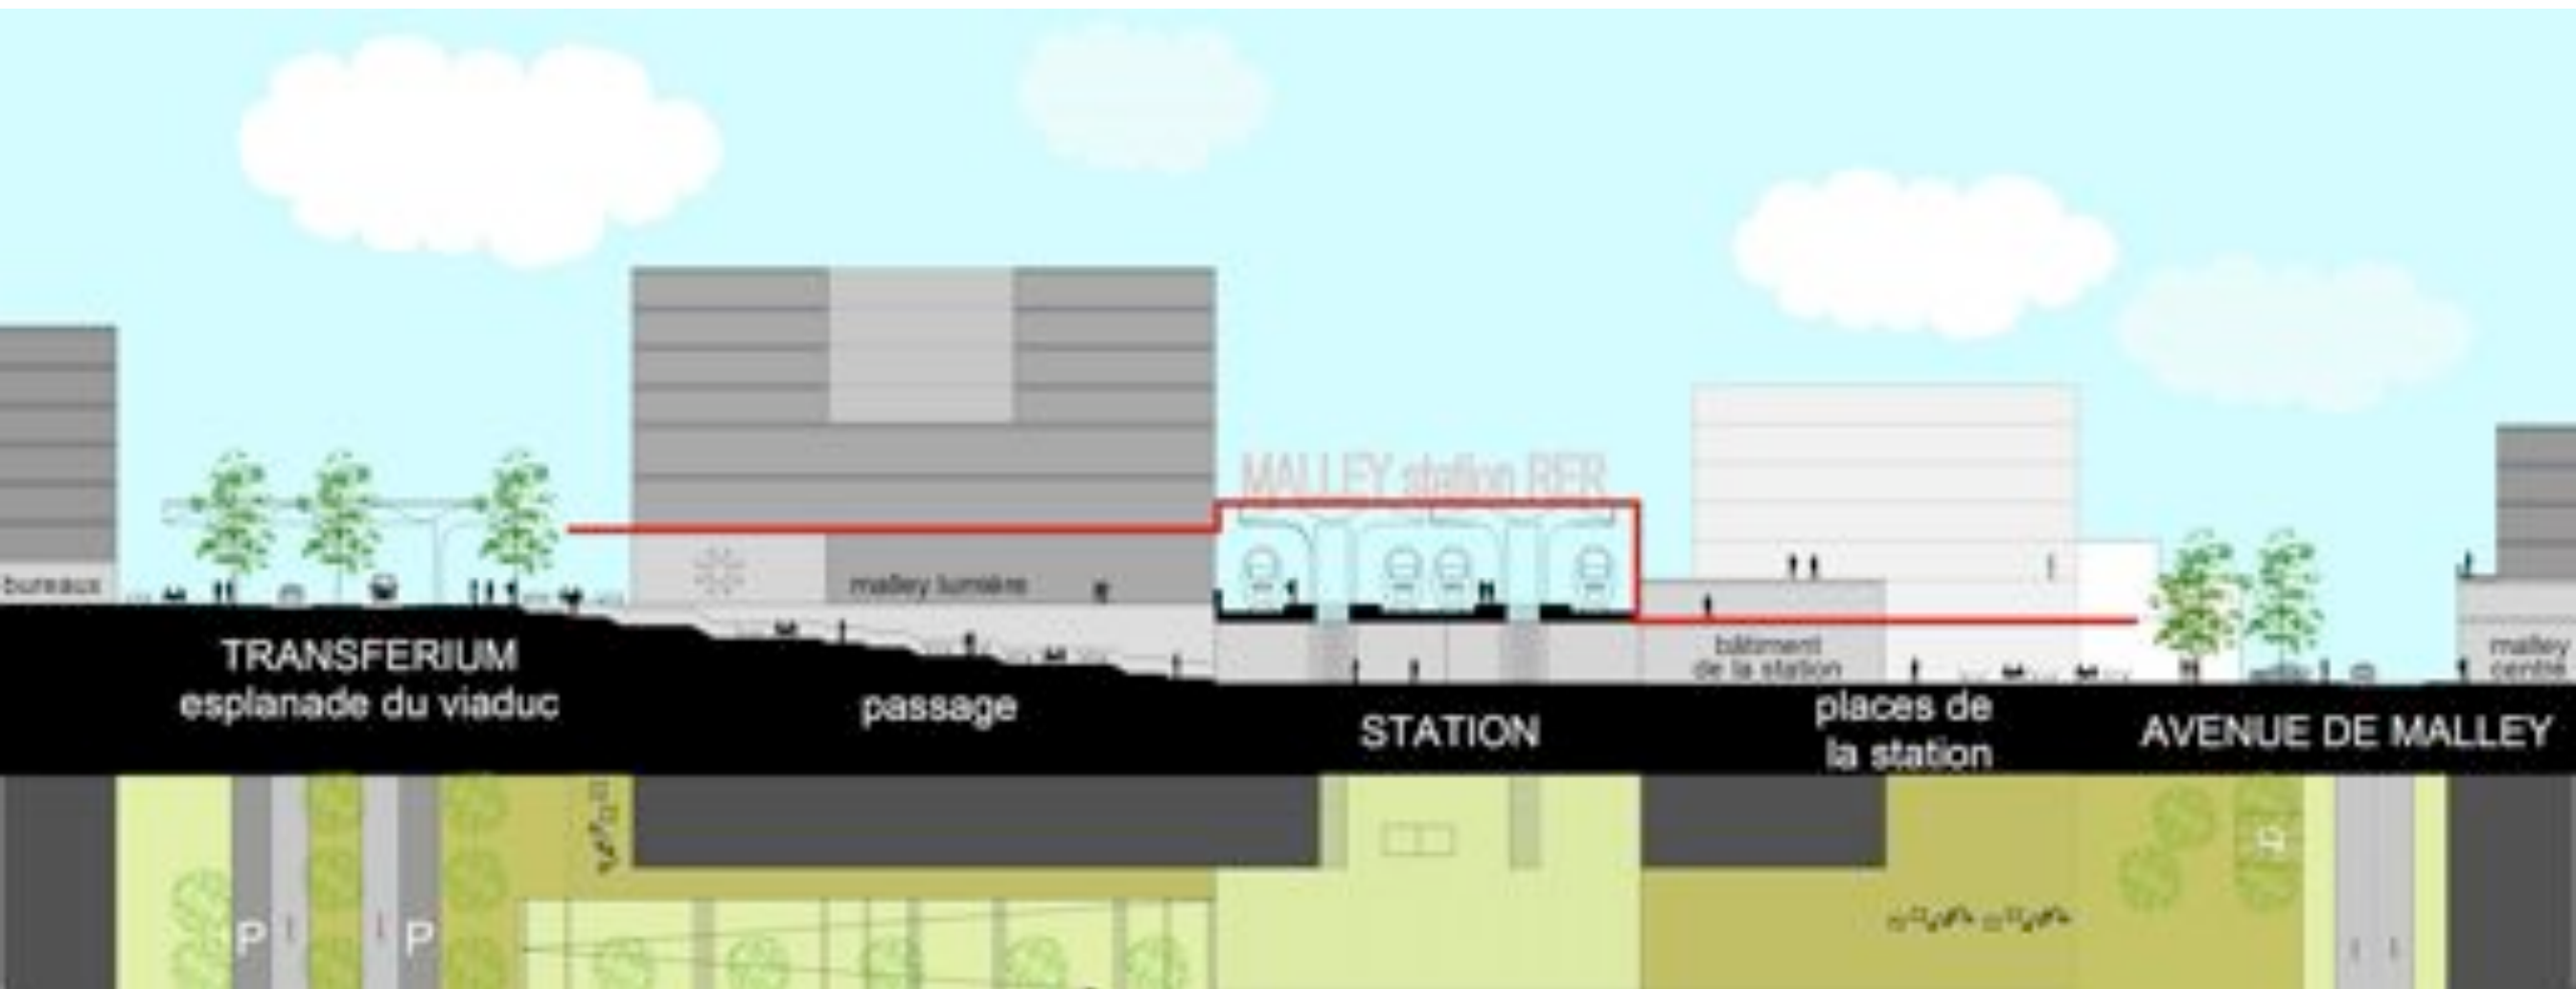 MALLEY station RER
bureaux
malley lumière
bâtiment
de la station
malley
centre
TRANSFERIUM
esplanade du viaduc
passage
STATION
places de
la station
AVENUE DE MALLEY
P
P